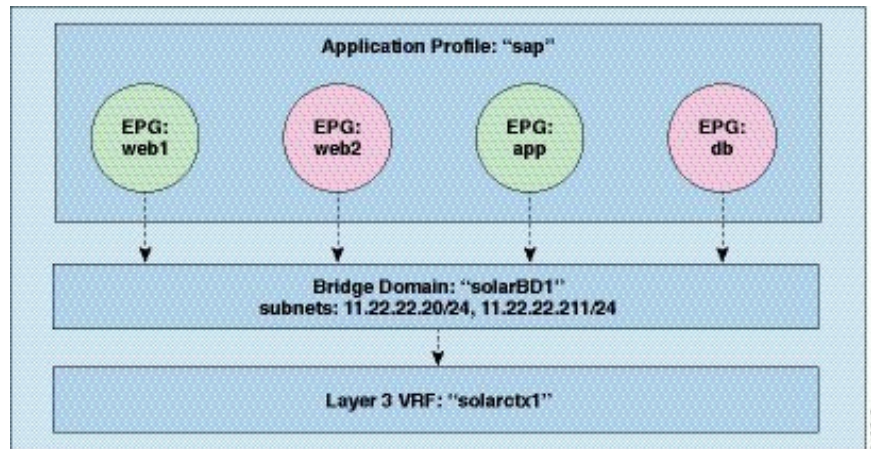 Application Profile: “sap”
EPG:
web1
EPG:
web2
EPG:
app
EPG:
db
Bridge Domain: “solarBD1”
subnets: 11.22.22.20/24, 11.22.22.211/24
Layer 3 VRF: “solarctx1”